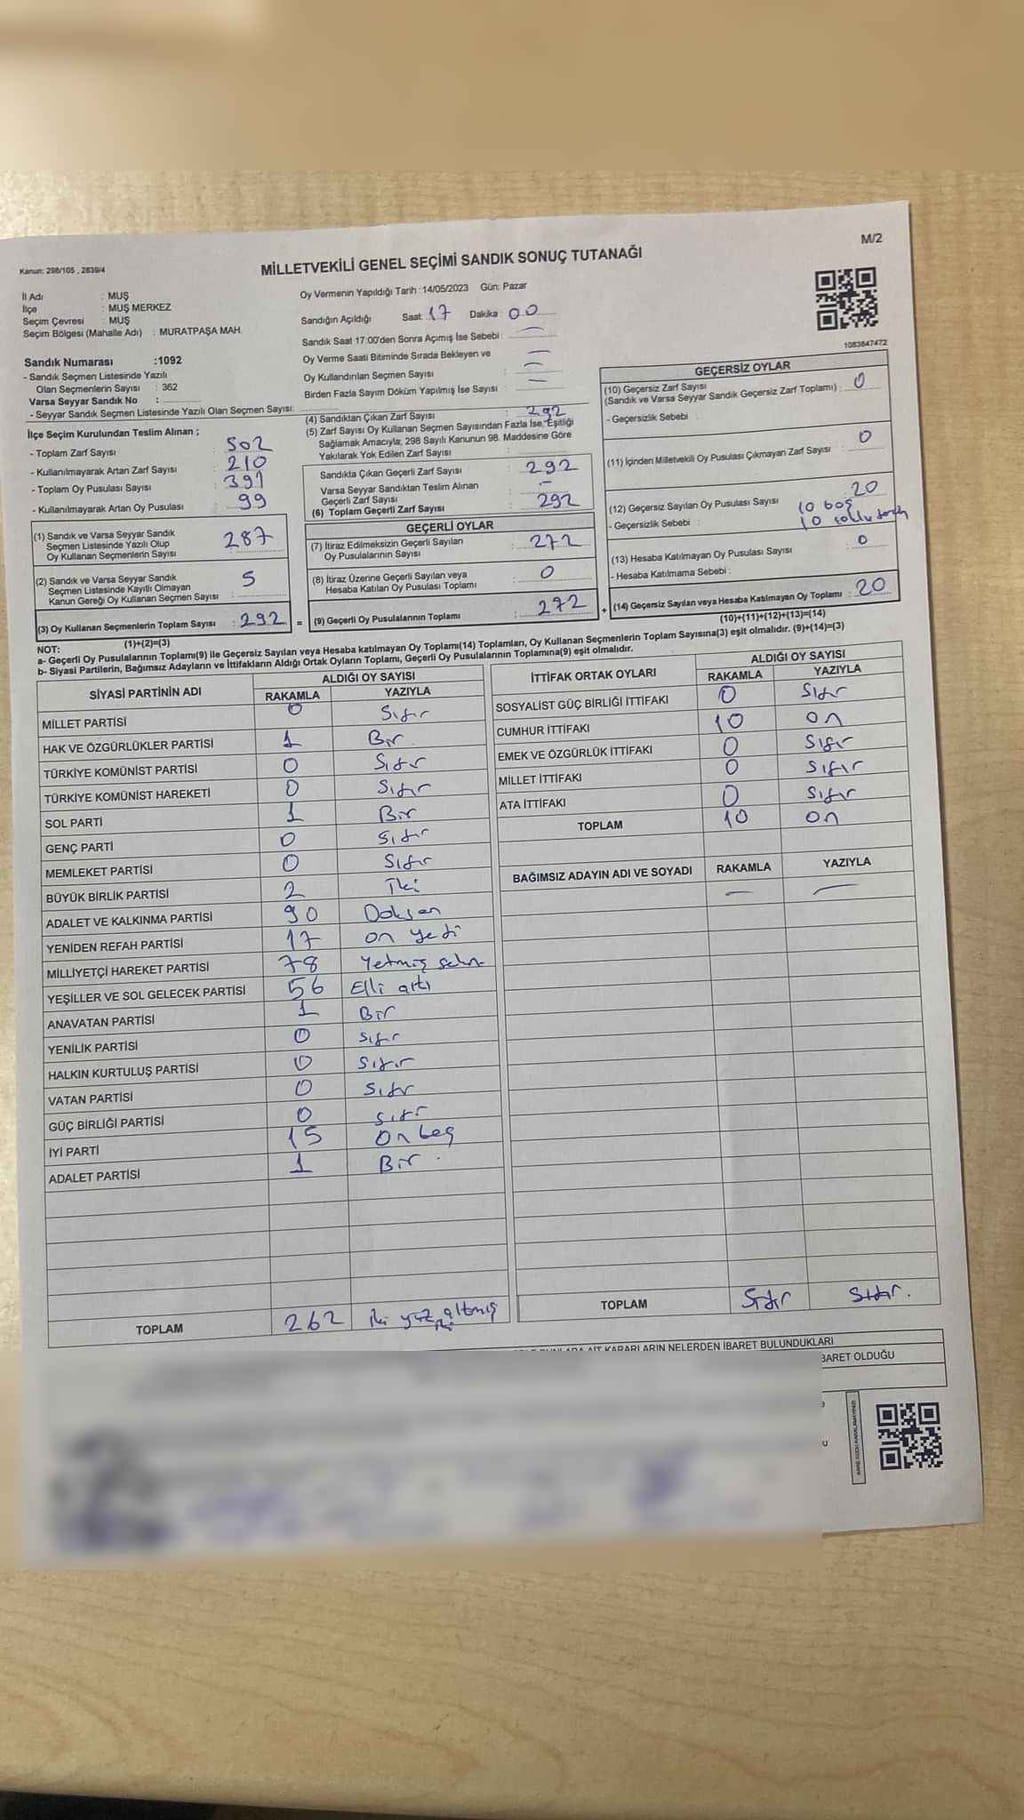 M/2
Kanun: 298/105 , 2839/4
MİLLETVEKİLİ GENEL SEÇİMİ SANDIK SONUÇ TUTANAĞI
İl Adı : MUŞ
İlçe : MUŞ MERKEZ
Seçim Çevresi : MUŞ
Seçim Bölgesi (Mahalle Adı) : MURATPAŞA MAH.
Sandık Numarası :1092
- Sandık Seçmen Listesinde Yazılı
Olan Seçmenlerin Sayısı : 362
Varsa Seyyar Sandık No :
- Seyyar Sandık Seçmen Listesinde Yazılı Olan Seçmen Sayısı:
Oy Vermenin Yapıldığı Tarih :14/05/2023 Gün: Pazar
Sandığın Açıldığı Saat: 17 Dakika: 00
Sandık Saat 17:00'den Sonra Açımış İse Sebebi : —
Oy Verme Saati Bitiminde Sırada Bekleyen ve —
Oy Kullandırılan Seçmen Sayısı : —
Birden Fazla Sayım Döküm Yapılmış İse Sayısı : —
1083847472
İlçe Seçim Kurulundan Teslim Alınan ;
- Toplam Zarf Sayısı : 502
- Kullanılmayarak Artan Zarf Sayısı : 210
- Toplam Oy Pusulası Sayısı : 391
- Kullanılmayarak Artan Oy Pusulası : 99
(1) Sandık ve Varsa Seyyar Sandık
Seçmen Listesinde Yazılı Olup
Oy Kullanan Seçmenlerin Sayısı : 287
(2) Sandık ve Varsa Seyyar Sandık
Seçmen Listesinde Kayıtlı Olmayan
Kanun Gereği Oy Kullanan Seçmen Sayısı : 5
(3) Oy Kullanan Seçmenlerin Toplam Sayısı : 292 =
(1)+(2)=(3)
(4) Sandıktan Çıkan Zarf Sayısı : 292
(5) Zarf Sayısı Oy Kullanan Seçmen Sayısından Fazla İse, Eşitliği
Sağlamak Amacıyla, 298 Sayılı Kanunun 98. Maddesine Göre
Yakılarak Yok Edilen Zarf Sayısı :
Sandıkta Çıkan Geçerli Zarf Sayısı : 292
Varsa Seyyar Sandıktan Teslim Alınan
Geçerli Zarf Sayısı : —
(6) Toplam Geçerli Zarf Sayısı : 292
GEÇERLİ OYLAR
(7) İtiraz Edilmeksizin Geçerli Sayılan
Oy Pusulalarının Sayısı : 272
(8) İtiraz Üzerine Geçerli Sayılan veya
Hesaba Katılan Oy Pusulası Toplamı : 0
(9) Geçerli Oy Pusulalarının Toplamı : 272 +
GEÇERSİZ OYLAR
(10) Geçersiz Zarf Sayısı : 0
(Sandık ve Varsa Seyyar Sandık Geçersiz Zarf Toplamı)
- Geçersizlik Sebebi :
(11) İçinden Milletvekili Oy Pusulası Çıkmayan Zarf Sayısı : 0
(12) Geçersiz Sayılan Oy Pusulası Sayısı : 20
- Geçersizlik Sebebi : 10 boş
10
(13) Hesaba Katılmayan Oy Pusulası Sayısı : 0
- Hesaba Katılmama Sebebi :
(14) Geçersiz Sayılan veya Hesaba Katılmayan Oy Toplamı : 20
(10)+(11)+(12)+(13)=(14)
NOT:
a- Geçerli Oy Pusulalarının Toplamı(9) ile Geçersiz Sayılan veya Hesaba katılmayan Oy Toplamı(14) Toplamları, Oy Kullanan Seçmenlerin Toplam Sayısına(3) eşit olmalıdır. (9)+(14)=(3)
b- Siyasi Partilerin, Bağımsız Adayların ve İttifakların Aldığı Ortak Oyların Toplamı, Geçerli Oy Pusulalarının Toplamına(9) eşit olmalıdır.
SİYASİ PARTİNİN ADI ALDIĞI OY SAYISI
RAKAMLA YAZIYLA
MİLLET PARTİSİ 0 Sıfır
HAK VE ÖZGÜRLÜKLER PARTİSİ 1 Bir
TÜRKİYE KOMÜNİST PARTİSİ 0 Sıfır
TÜRKİYE KOMÜNİST HAREKETİ 0 Sıfır
SOL PARTİ 1 Bir
GENÇ PARTİ 0 Sıfır
MEMLEKET PARTİSİ 0 Sıfır
BÜYÜK BİRLİK PARTİSİ 2 İki
ADALET VE KALKINMA PARTİSİ 90 Doksan
YENİDEN REFAH PARTİSİ 17 on yedi
MİLLİYETÇİ HAREKET PARTİSİ 78 Yetmiş
YEŞİLLER VE SOL GELECEK PARTİSİ 56 Elli altı
ANAVATAN PARTİSİ 1 Bir
YENİLİK PARTİSİ 0 Sıfır
HALKIN KURTULUŞ PARTİSİ 0 Sıfır
VATAN PARTİSİ 0 Sıfır
GÜÇ BİRLİĞİ PARTİSİ 0 Sıfır
İYİ PARTİ 15 On beş
ADALET PARTİSİ 1 Bir
TOPLAM 262 iki yüz altmış iki
İTTİFAK ORTAK OYLARI ALDIĞI OY SAYISI
RAKAMLA YAZIYLA
SOSYALİST GÜÇ BİRLİĞİ İTTİFAKI 0 Sıfır
CUMHUR İTTİFAKI 10 on
EMEK VE ÖZGÜRLÜK İTTİFAKI 0 Sıfır
MİLLET İTTİFAKI 0 Sıfır
ATA İTTİFAKI 0 Sıfır
TOPLAM 10 on
BAĞIMSIZ ADAYIN ADI VE SOYADI RAKAMLA YAZIYLA
— —
TOPLAM Sıfır Sıfır.
AİT KARARLARIN NELERDEN İBARET BULUNDUKLARI
BARET OLDUĞU